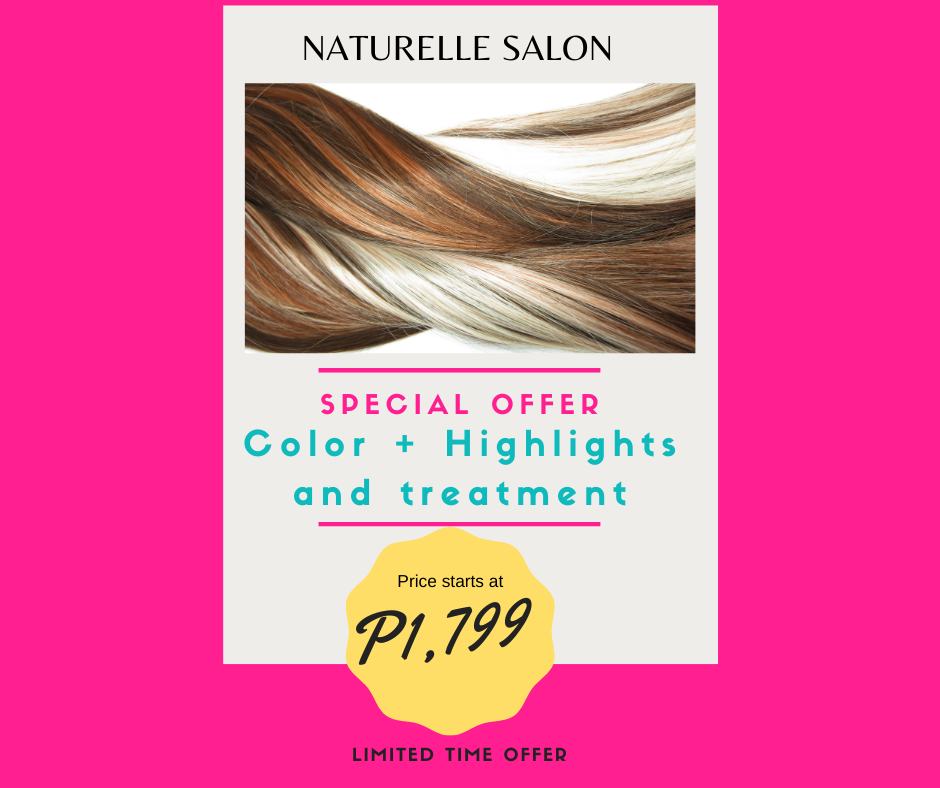 NATURELLE SALON
SPECIAL OFFER
Color + Highlights
and treatment
Price starts at
P1,799
LIMITED TIME OFFER